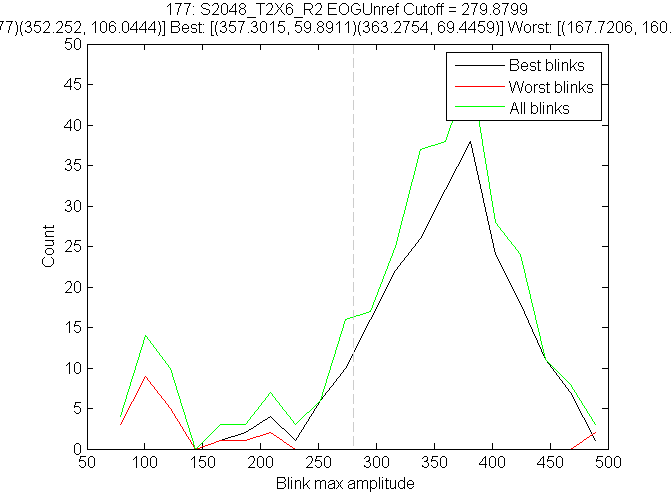 177: S2048_T2X6_R2 EOGUnref Cutoff = 279.8799
77)(352.252, 106.0444)] Best: [(357.3015, 59.8911)(363.2754, 69.4459)] Worst: [(167.7206, 160.
50
45
40
35
30
25
20
15
10
5
0
Count
Best blinks
Worst blinks
All blinks
50 100 150 200 250 300 350 400 450 500
Blink max amplitude